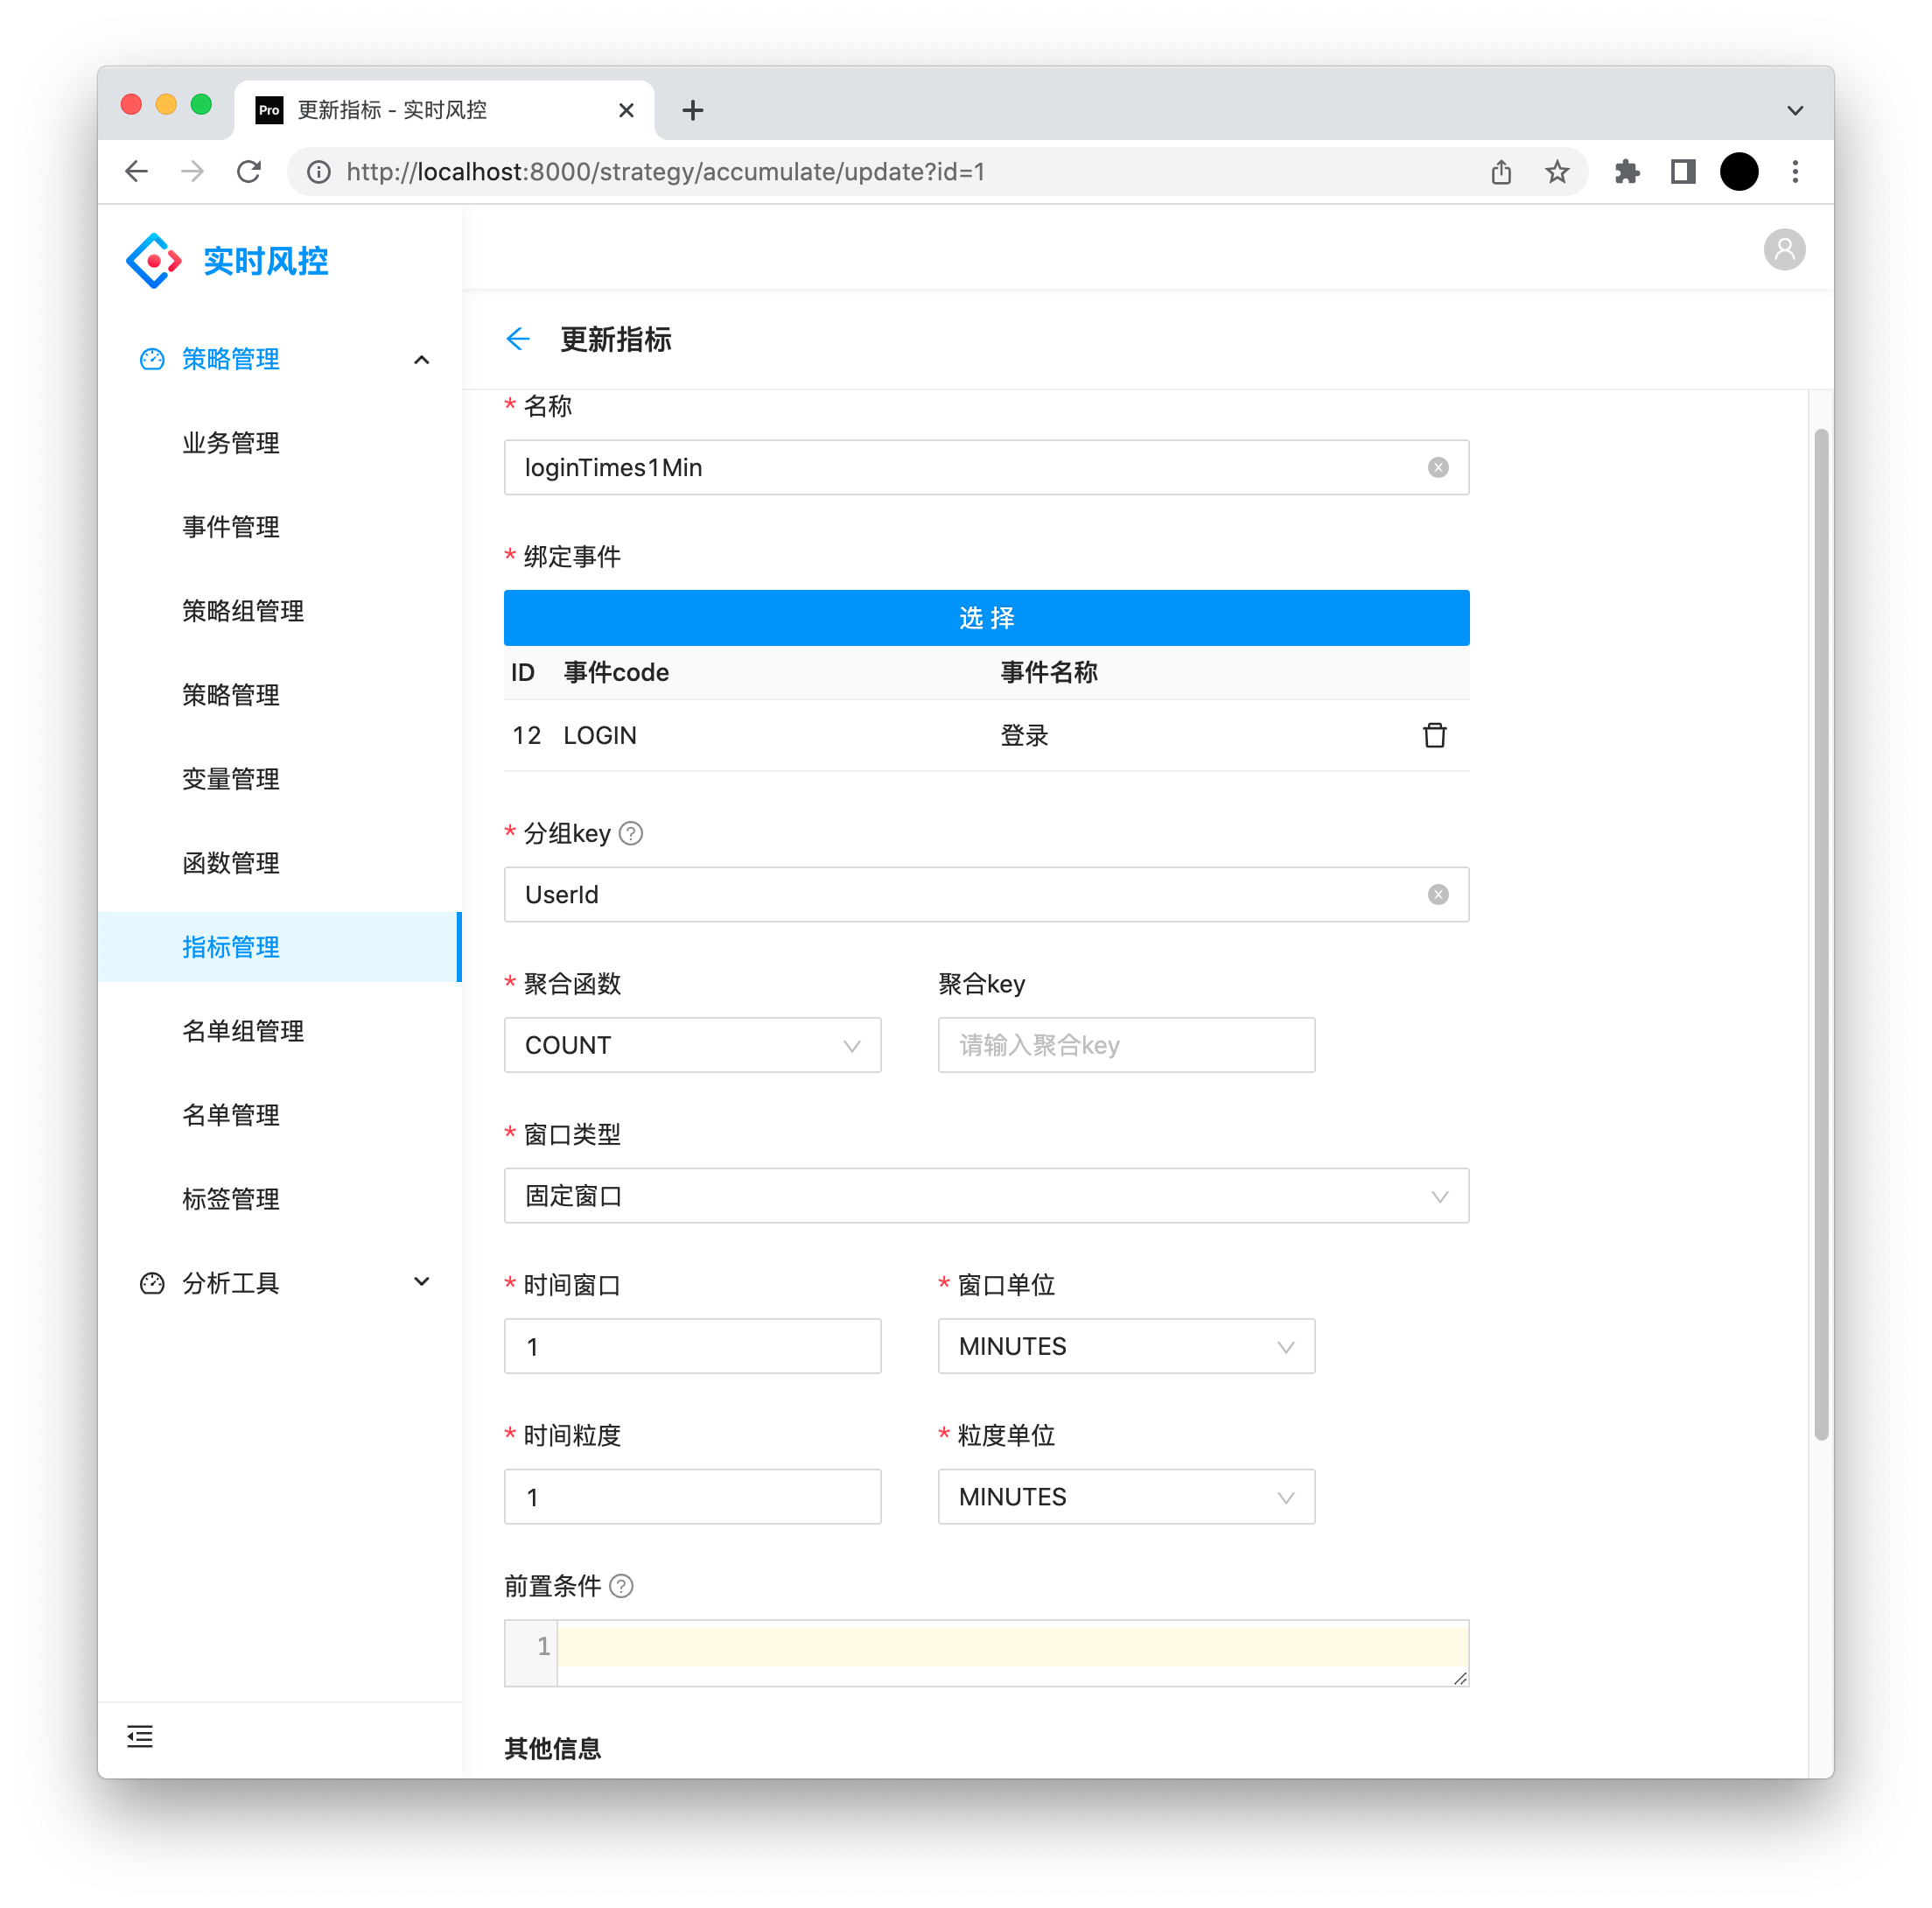 Pro 更新指标 - 实时风控
http://localhost:8000/strategy/accumulate/update?id=1
实时风控
策略管理
业务管理
事件管理
策略组管理
策略管理
变量管理
函数管理
指标管理
名单组管理
名单管理
标签管理
分析工具
更新指标
* 名称
loginTimes1Min
* 绑定事件
选 择
ID 事件code 事件名称
12 LOGIN 登录
* 分组key ?
UserId
* 聚合函数 聚合key
COUNT 请输入聚合key
* 窗口类型
固定窗口
* 时间窗口 * 窗口单位
1 MINUTES
* 时间粒度 * 粒度单位
1 MINUTES
前置条件 ?
1
其他信息